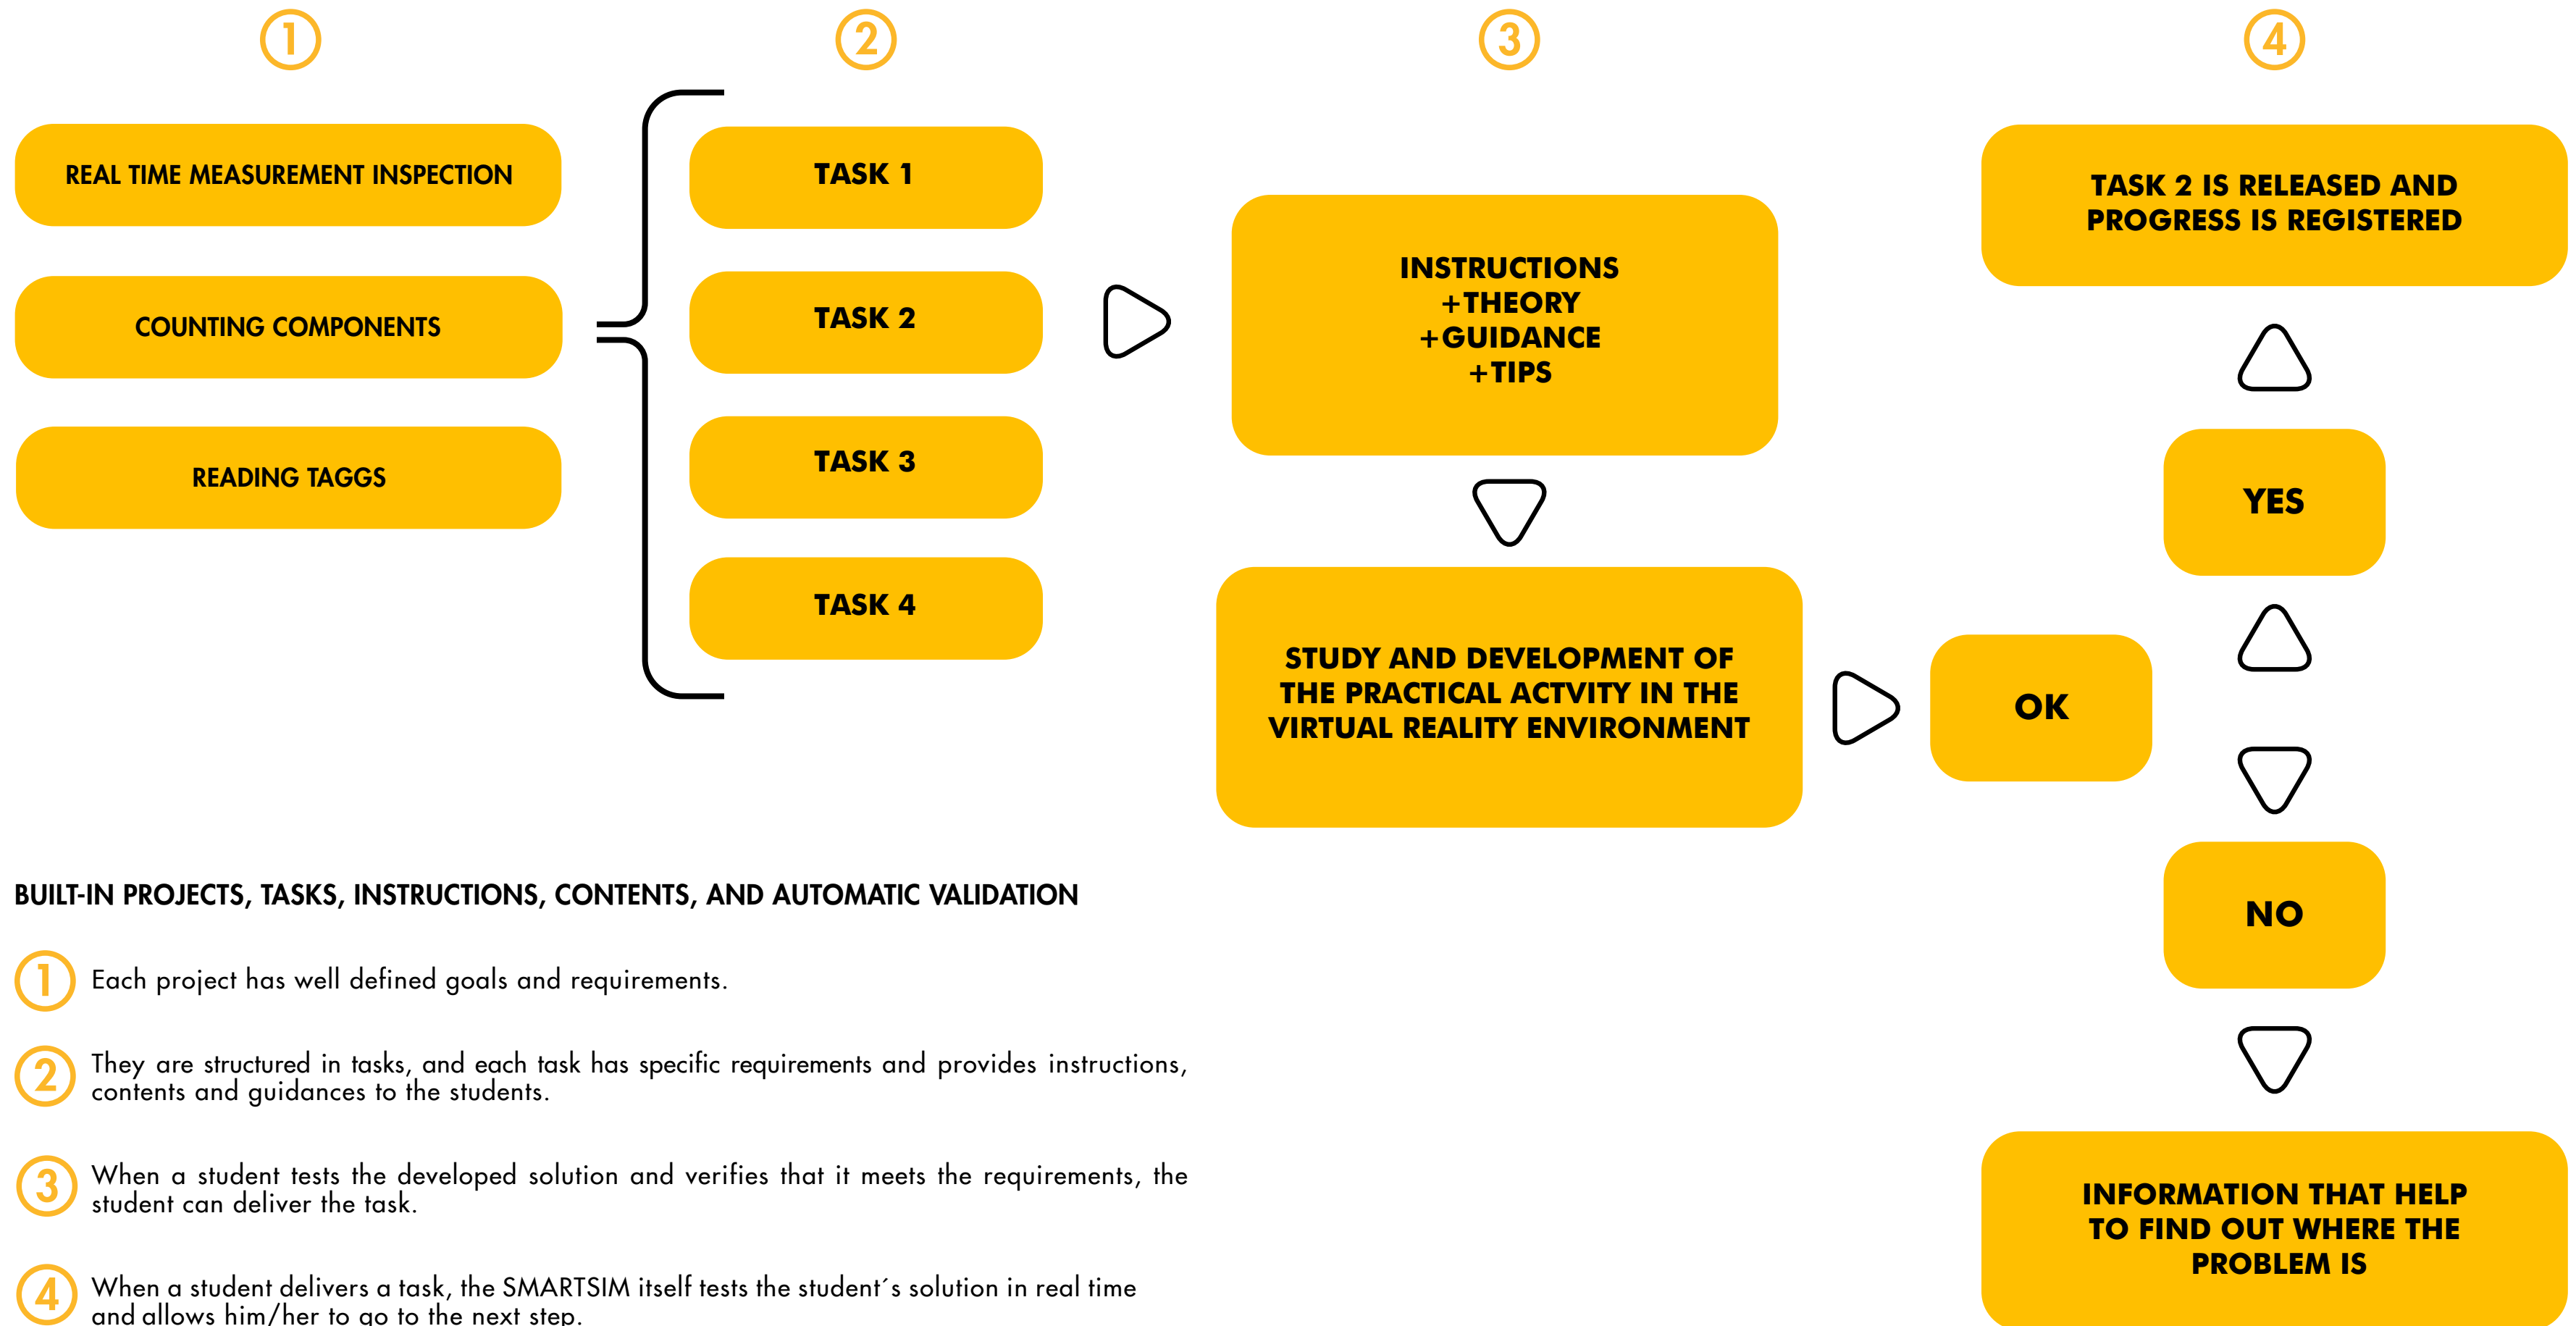 1
2
3
4
REAL TIME MEASUREMENT INSPECTION
COUNTING COMPONENTS
READING TAGGS
TASK 1
TASK 2
TASK 3
TASK 4
INSTRUCTIONS
+THEORY
+GUIDANCE
+TIPS
STUDY AND DEVELOPMENT OF
THE PRACTICAL ACTVITY IN THE
VIRTUAL REALITY ENVIRONMENT
OK
TASK 2 IS RELEASED AND
PROGRESS IS REGISTERED
YES
NO
INFORMATION THAT HELP
TO FIND OUT WHERE THE
PROBLEM IS
BUILT-IN PROJECTS, TASKS, INSTRUCTIONS, CONTENTS, AND AUTOMATIC VALIDATION
1 Each project has well defined goals and requirements.
2 They are structured in tasks, and each task has specific requirements and provides instructions,
contents and guidances to the students.
3 When a student tests the developed solution and verifies that it meets the requirements, the
student can deliver the task.
4 When a student delivers a task, the SMARTSIM itself tests the student´s solution in real time
and allows him/her to go to the next step.